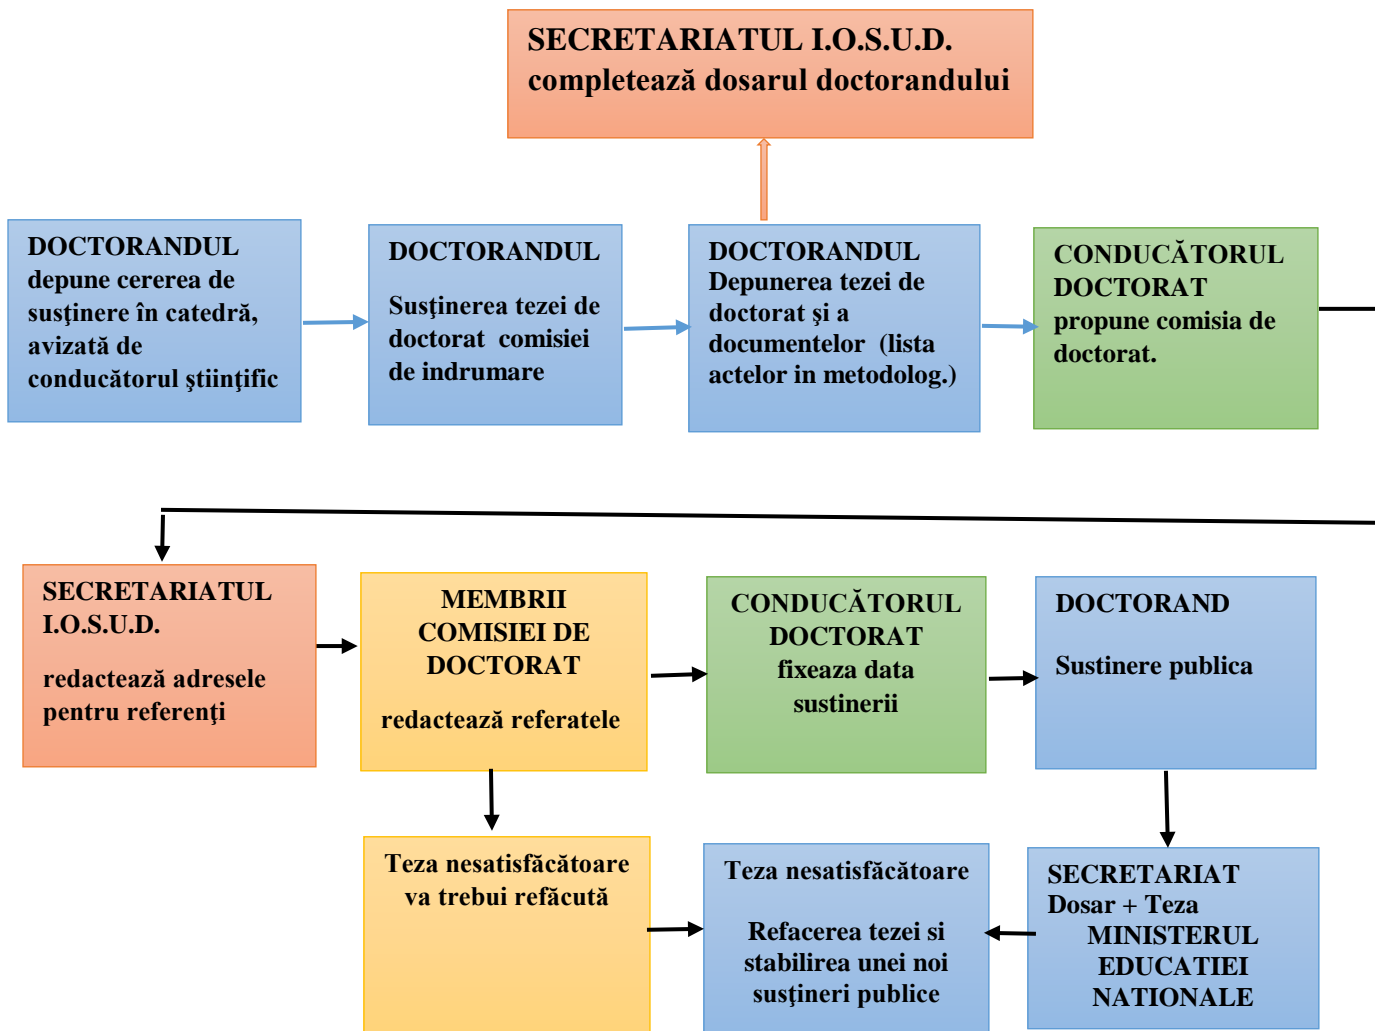 SECRETARIATUL I.O.S.U.D.
completează dosarul doctorandului
DOCTORANDUL
depune cererea de
susţinere în catedră,
avizată de
conducătorul ştiinţific
DOCTORANDUL
Susţinerea tezei de
doctorat comisiei
de indrumare
DOCTORANDUL
Depunerea tezei de
doctorat şi a
documentelor (lista
actelor in metodolog.)
CONDUCĂTORUL
DOCTORAT
propune comisia de
doctorat.
SECRETARIATUL
I.O.S.U.D.
redactează adresele
pentru referenţi
MEMBRII
COMISIEI DE
DOCTORAT
redactează referatele
CONDUCĂTORUL
DOCTORAT
fixeaza data
sustinerii
DOCTORAND
Sustinere publica
Teza nesatisfăcătoare
va trebui refăcută
Teza nesatisfăcătoare
Refacerea tezei si
stabilirea unei noi
susţineri publice
SECRETARIAT
Dosar + Teza
MINISTERUL
EDUCATIEI
NATIONALE